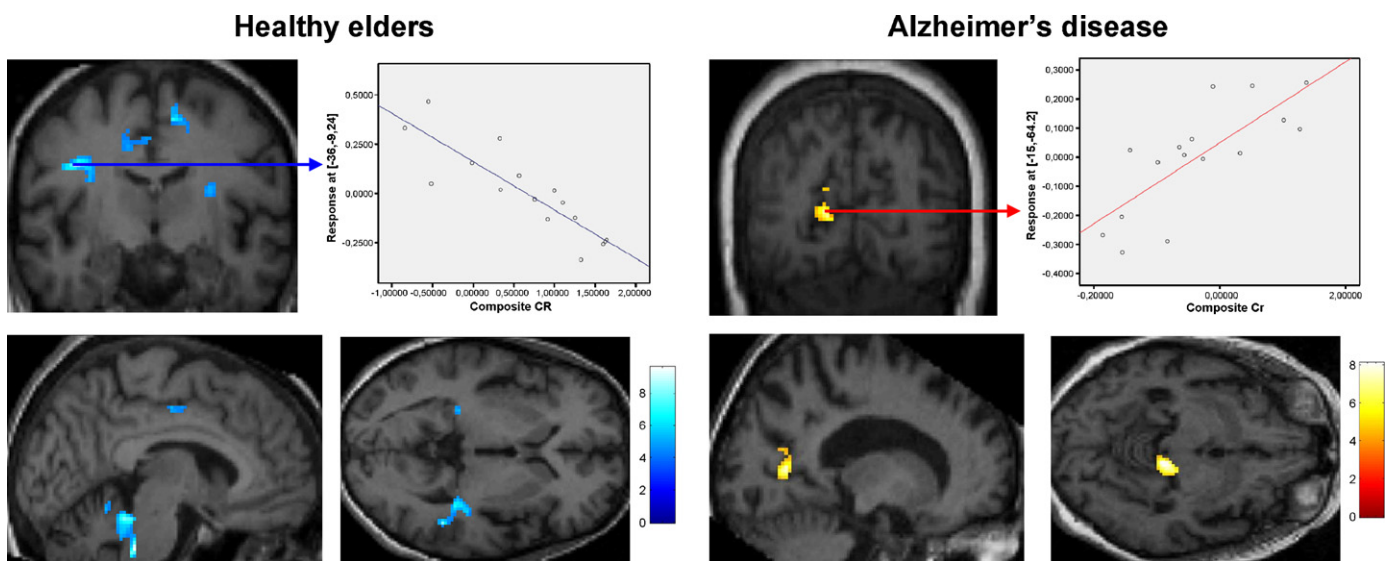 Healthy elders
Alzheimer's disease
0,5000
0,2500
0,0000
-0,2500
Response at [-36,-9,24]
-1,00000 -0,50000 0,00000 0,50000 1,00000 1,50000 2,00000
Composite CR
0,3000
0,2000
0,1000
0,0000
-0,1000
-0,2000
-0,3000
-0,4000
Response at [-15,-64.2]
-0,20000 0,00000 2,00000
Composite Cr
8
6
4
2
0
8
6
4
2
0